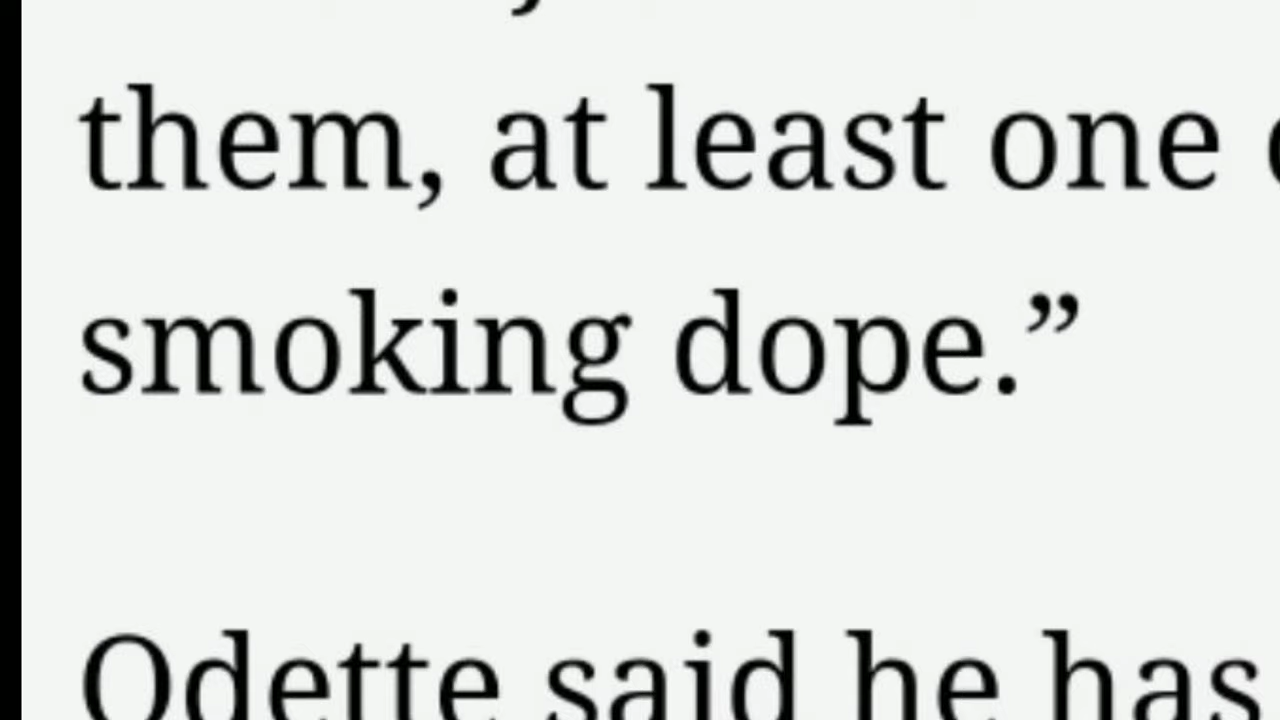 them, at least one
smoking dope.”
Odette said he has